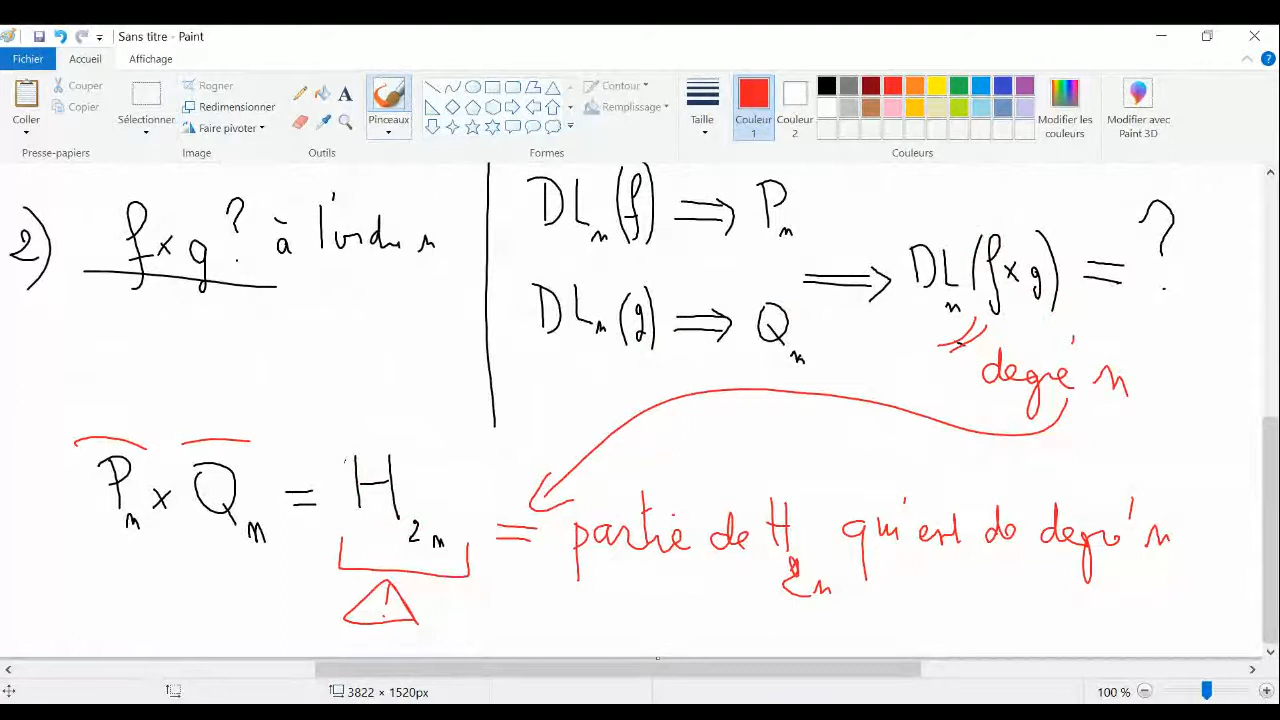 Sans titre - Paint
Fichier Accueil Affichage
Coller
Couper
Copier
Presse-papiers
Sélectionner
Rogner
Redimensionner
Faire pivoter
Image
A
Outils
Pinceaux
Contour
Remplissage
Formes
Taille
Couleur 1
Couleur 2
Modifier les couleurs
Couleurs
Modifier avec Paint 3D
2) f×g ? à l'ordre n
DLₙ(f) ⟹ Pₙ
DLₙ(g) ⟹ Qₙ
⟹ DLₙ(f×g) = ?
degré n
Pₙ × Qₙ = H₂ₙ = partie de H₂ₙ qui est de degré n
!
3822 × 1520px
100 %